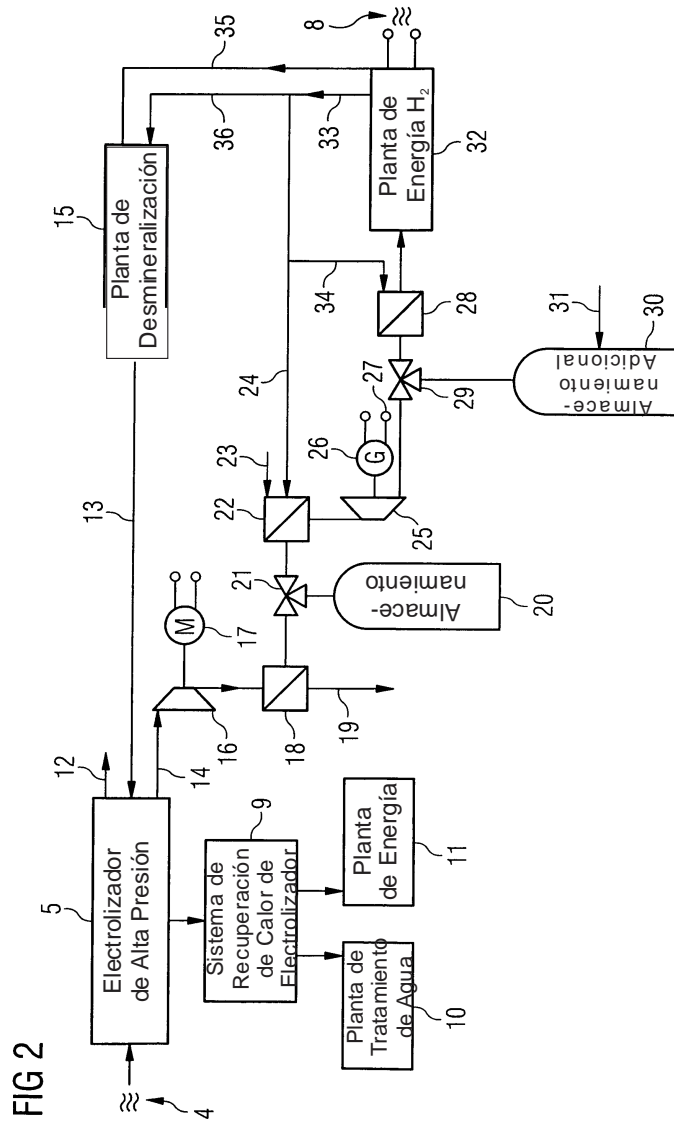 FIG 2
4
5
Electrolizador
de Alta Presión
12
14
13
15
Planta de
Desmineralización
9
Sistema de
Recuperación
de Calor de
Electrolizador
10
Planta de
Tratamiento
de Agua
11
Planta
de Energía
16
M
17
18
19
20
Almace-
namiento
21
22
23
24
25
G
26
27
28
29
30
Almace-
namiento
Adicional
31
32
Planta de
Energía H₂
33
34
35
36
8